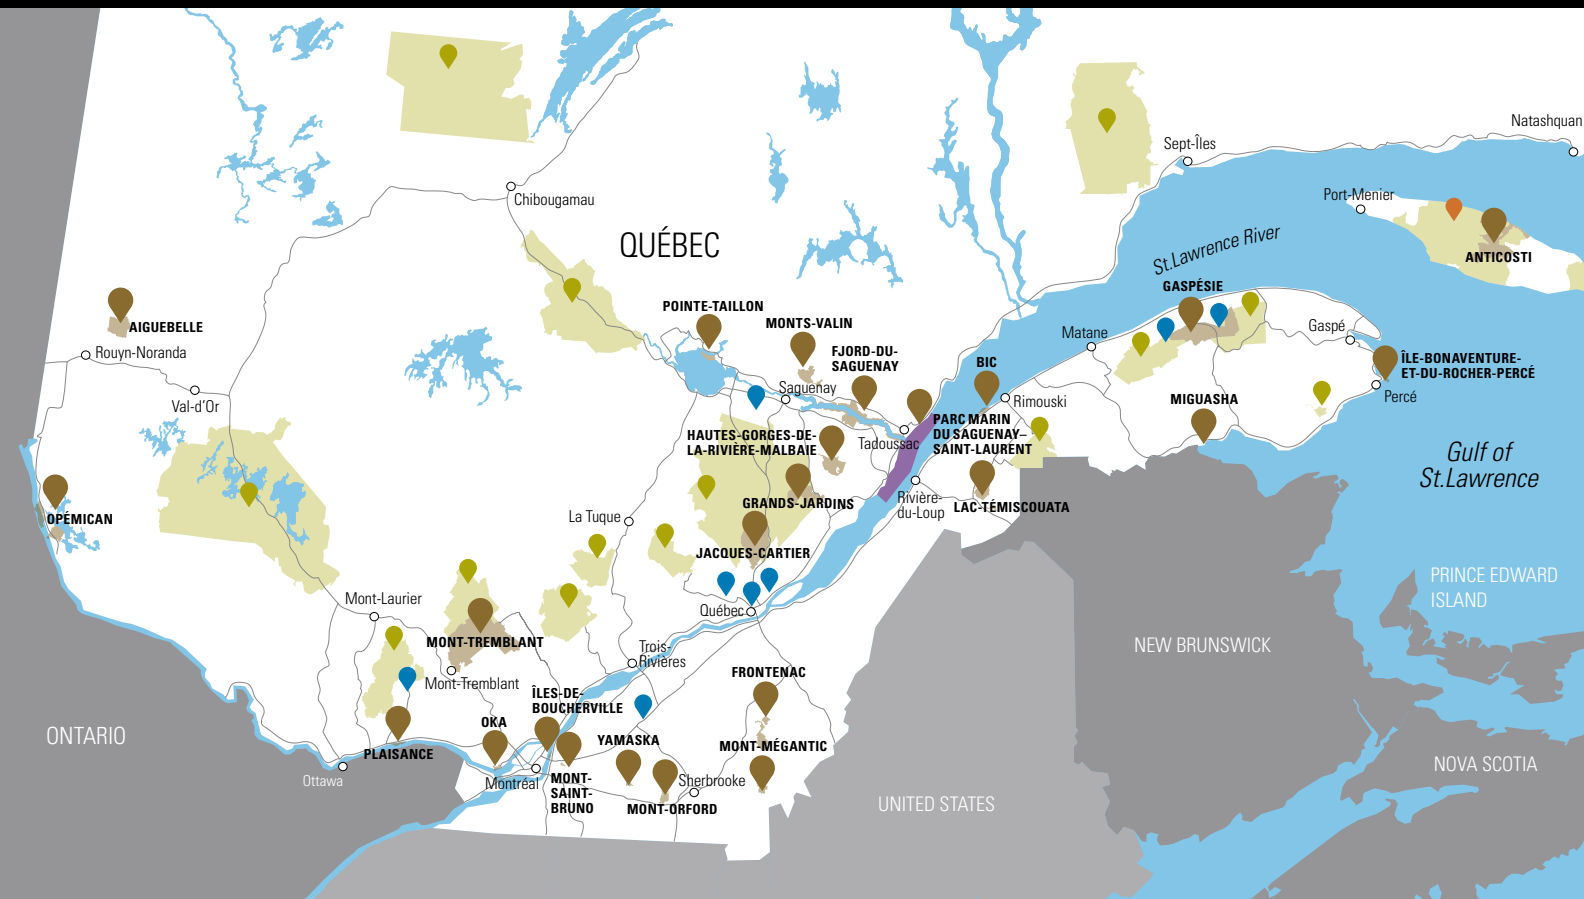 Natashquan
Sept-Îles
Port-Menier
Chibougamau
QUÉBEC
St.Lawrence River
ANTICOSTI
GASPÉSIE
POINTE-TAILLON
MONTS-VALIN
AIGUEBELLE
Rouyn-Noranda
Matane
Gaspé
FJORD-DU-
SAGUENAY
BIC
ÎLE-BONAVENTURE-
ET-DU-ROCHER-PERCÉ
Saguenay
Val-d'Or
Rimouski
MIGUASHA
Percé
HAUTES-GORGES-DE-
LA-RIVIÈRE-MALBAIE
Tadoussac
PARC MARIN
DU SAGUENAY–
SAINT-LAURENT
Gulf of
St.Lawrence
GRANDS-JARDINS
Rivière-
du-Loup
LAC-TÉMISCOUATA
OPÉMICAN
La Tuque
JACQUES-CARTIER
PRINCE EDWARD
ISLAND
Mont-Laurier
Québec
MONT-TREMBLANT
NEW BRUNSWICK
Trois-
Rivières
Mont-Tremblant
FRONTENAC
ÎLES-DE-
BOUCHERVILLE
OKA
ONTARIO
YAMASKA
MONT-MÉGANTIC
PLAISANCE
NOVA SCOTIA
Ottawa
Montréal
MONT-
SAINT-
BRUNO
Sherbrooke
MONT-ORFORD
UNITED STATES